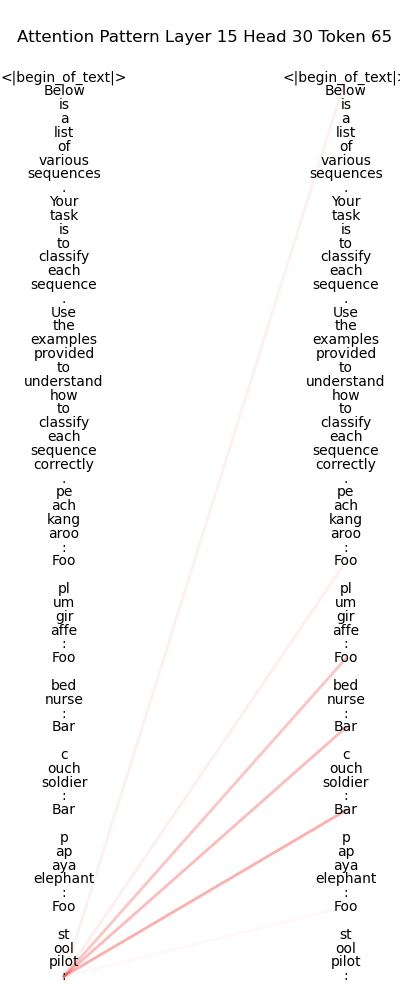 Attention Pattern Layer 15 Head 30 Token 65
<|begin_of_text|>
Below
is
a
list
of
various
sequences
.
Your
task
is
to
classify
each
sequence
.
Use
the
examples
provided
to
understand
how
to
classify
each
sequence
correctly
.
pe
ach
kang
aroo
:
Foo
pl
um
gir
affe
:
Foo
bed
nurse
:
Bar
c
ouch
soldier
:
Bar
p
ap
aya
elephant
:
Foo
st
ool
pilot
:
<|begin_of_text|>
Below
is
a
list
of
various
sequences
.
Your
task
is
to
classify
each
sequence
.
Use
the
examples
provided
to
understand
how
to
classify
each
sequence
correctly
.
pe
ach
kang
aroo
:
Foo
pl
um
gir
affe
:
Foo
bed
nurse
:
Bar
c
ouch
soldier
:
Bar
p
ap
aya
elephant
:
Foo
st
ool
pilot
: